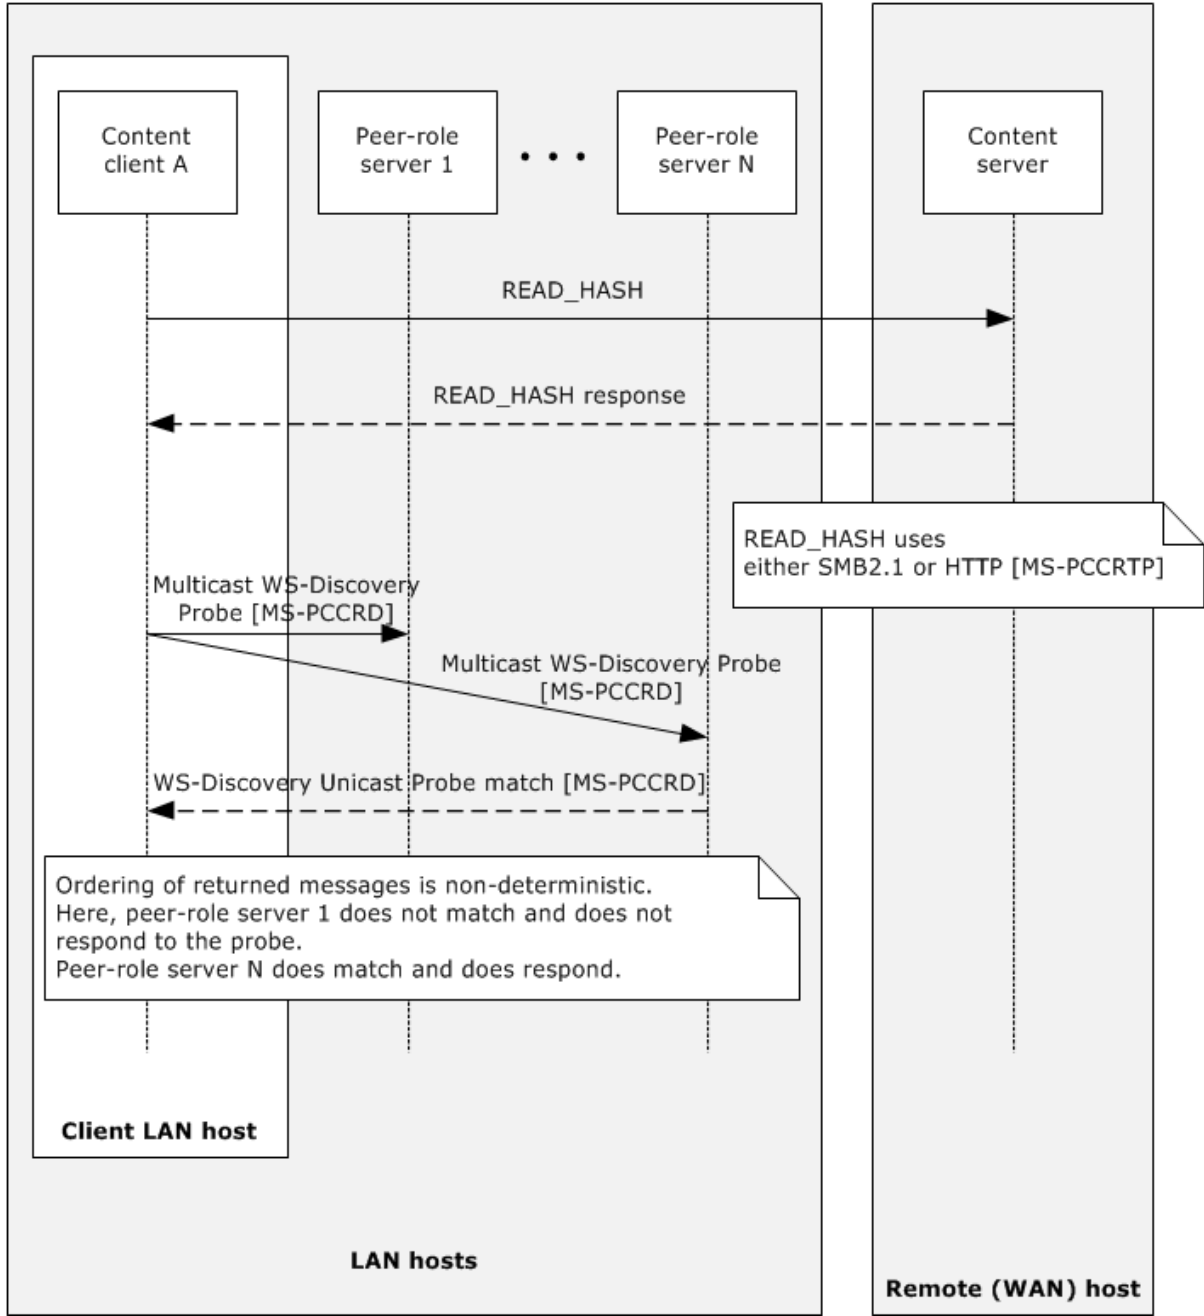 Content
client A
Peer-role
server 1
• • •
Peer-role
server N
Content
server
READ_HASH
READ_HASH response
READ_HASH uses
either SMB2.1 or HTTP [MS-PCCRTP]
Multicast WS-Discovery
Probe [MS-PCCRD]
Multicast WS-Discovery Probe
[MS-PCCRD]
WS-Discovery Unicast Probe match [MS-PCCRD]
Ordering of returned messages is non-deterministic.
Here, peer-role server 1 does not match and does not
respond to the probe.
Peer-role server N does match and does respond.
Client LAN host
LAN hosts
Remote (WAN) host